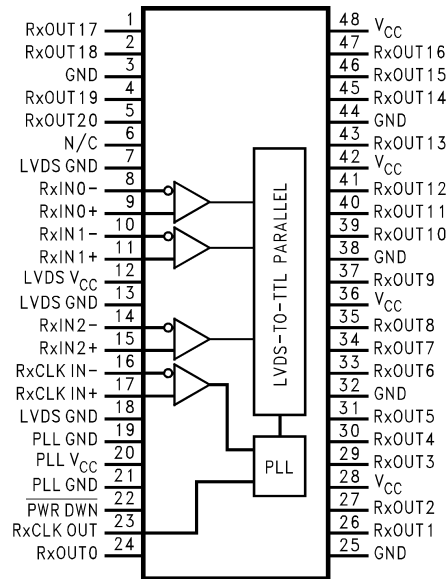 RxOUT17 1
RxOUT18 2
GND 3
RxOUT19 4
RxOUT20 5
N/C 6
LVDS GND 7
RxIN0- 8
RxIN0+ 9
RxIN1- 10
RxIN1+ 11
LVDS VCC 12
LVDS GND 13
RxIN2- 14
RxIN2+ 15
RxCLK IN- 16
RxCLK IN+ 17
LVDS GND 18
PLL GND 19
PLL VCC 20
PLL GND 21
PWR DWN 22
RxCLK OUT 23
RxOUT0 24
LVDS-TO-TTL PARALLEL
PLL
48 VCC
47 RxOUT16
46 RxOUT15
45 RxOUT14
44 GND
43 RxOUT13
42 VCC
41 RxOUT12
40 RxOUT11
39 RxOUT10
38 GND
37 RxOUT9
36 VCC
35 RxOUT8
34 RxOUT7
33 RxOUT6
32 GND
31 RxOUT5
30 RxOUT4
29 RxOUT3
28 VCC
27 RxOUT2
26 RxOUT1
25 GND